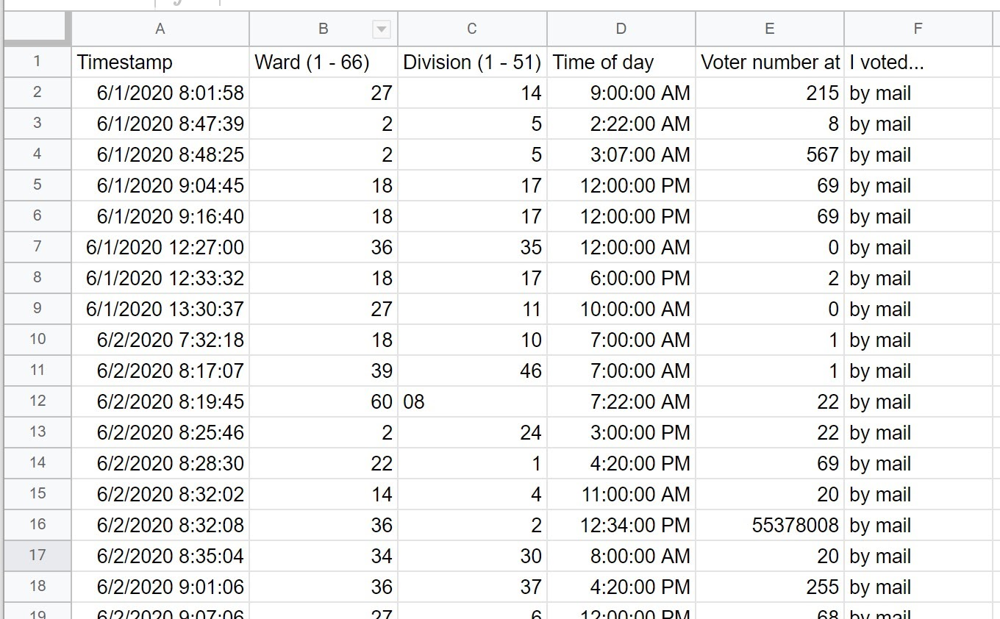 A B C D E F
1 Timestamp Ward (1 - 66) Division (1 - 51) Time of day Voter number at I voted...
2 6/1/2020 8:01:58 27 14 9:00:00 AM 215 by mail
3 6/1/2020 8:47:39 2 5 2:22:00 AM 8 by mail
4 6/1/2020 8:48:25 2 5 3:07:00 AM 567 by mail
5 6/1/2020 9:04:45 18 17 12:00:00 PM 69 by mail
6 6/1/2020 9:16:40 18 17 12:00:00 PM 69 by mail
7 6/1/2020 12:27:00 36 35 12:00:00 AM 0 by mail
8 6/1/2020 12:33:32 18 17 6:00:00 PM 2 by mail
9 6/1/2020 13:30:37 27 11 10:00:00 AM 0 by mail
10 6/2/2020 7:32:18 18 10 7:00:00 AM 1 by mail
11 6/2/2020 8:17:07 39 46 7:00:00 AM 1 by mail
12 6/2/2020 8:19:45 60 08 7:22:00 AM 22 by mail
13 6/2/2020 8:25:46 2 24 3:00:00 PM 22 by mail
14 6/2/2020 8:28:30 22 1 4:20:00 PM 69 by mail
15 6/2/2020 8:32:02 14 4 11:00:00 AM 20 by mail
16 6/2/2020 8:32:08 36 2 12:34:00 PM 55378008 by mail
17 6/2/2020 8:35:04 34 30 8:00:00 AM 20 by mail
18 6/2/2020 9:01:06 36 37 4:20:00 PM 255 by mail
19 6/2/2020 9:07:06 27 6 12:00:00 PM 68 by mail